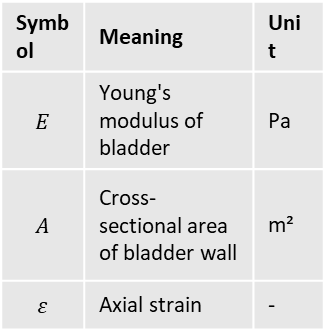 Symb
ol
Meaning
Uni
t
E
Young's
modulus of
bladder
Pa
A
Cross-
sectional area
of bladder wall
m²
ε
Axial strain
-